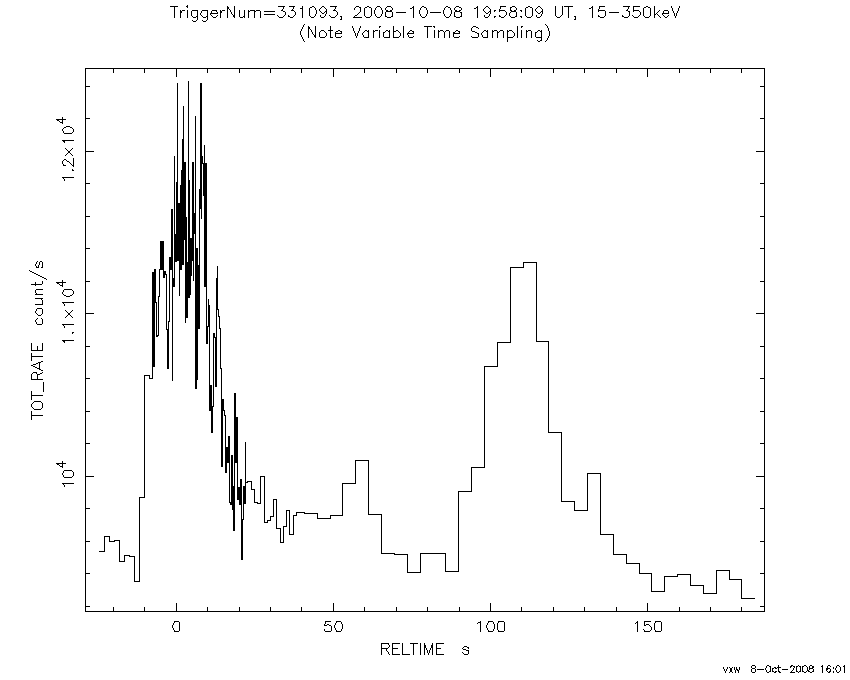 TriggerNum=331093, 2008-10-08 19:58:09 UT, 15-350keV
(Note Variable Time Sampling)
1.2×10⁴
1.1×10⁴
10⁴
TOT_RATE count/s
0 50 100 150
RELTIME s
vxw 8-Oct-2008 16:01